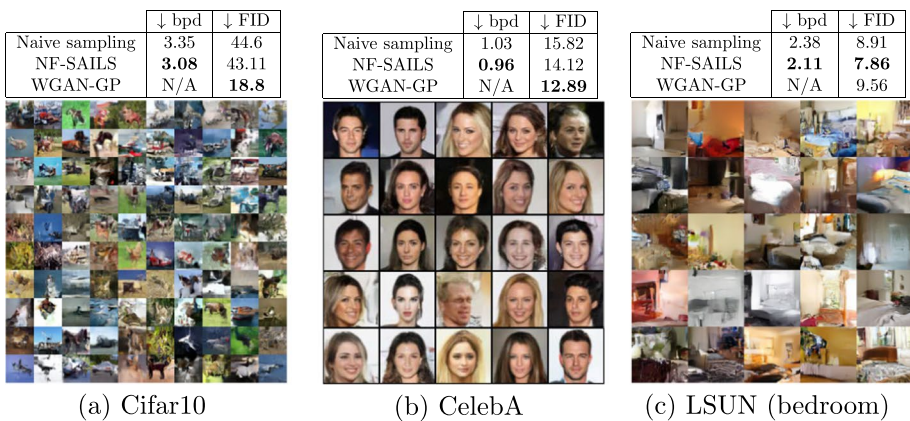 ↓ bpd ↓ FID
Naive sampling 3.35 44.6
NF-SAILS 3.08 43.11
WGAN-GP N/A 18.8
(a) Cifar10
↓ bpd ↓ FID
Naive sampling 1.03 15.82
NF-SAILS 0.96 14.12
WGAN-GP N/A 12.89
(b) CelebA
↓ bpd ↓ FID
Naive sampling 2.38 8.91
NF-SAILS 2.11 7.86
WGAN-GP N/A 9.56
(c) LSUN (bedroom)